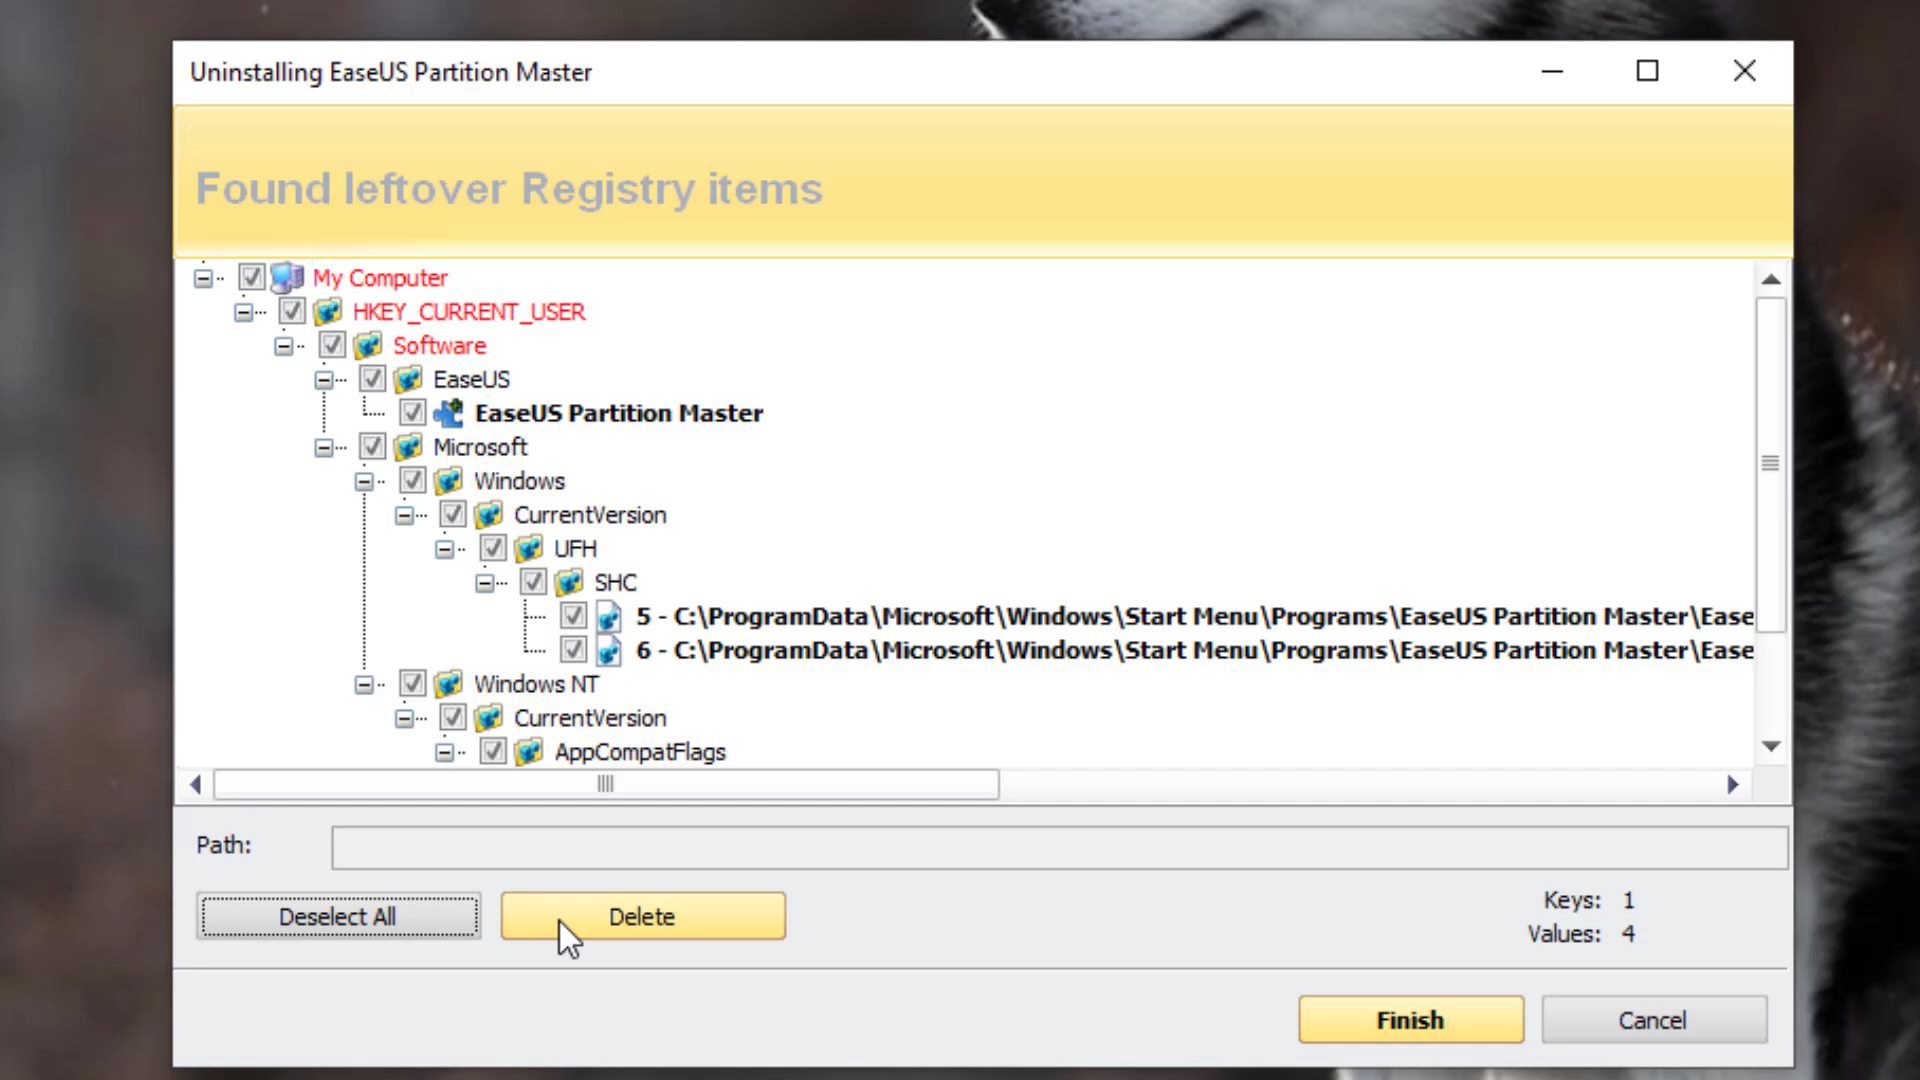 Uninstalling EaseUS Partition Master
Found leftover Registry items
My Computer
HKEY_CURRENT_USER
Software
EaseUS
EaseUS Partition Master
Microsoft
Windows
CurrentVersion
UFH
SHC
5 - C:\ProgramData\Microsoft\Windows\Start Menu\Programs\EaseUS Partition Master\Ease
6 - C:\ProgramData\Microsoft\Windows\Start Menu\Programs\EaseUS Partition Master\Ease
Windows NT
CurrentVersion
AppCompatFlags
Path:
Deselect All Delete Keys: 1
Values: 4
Finish Cancel